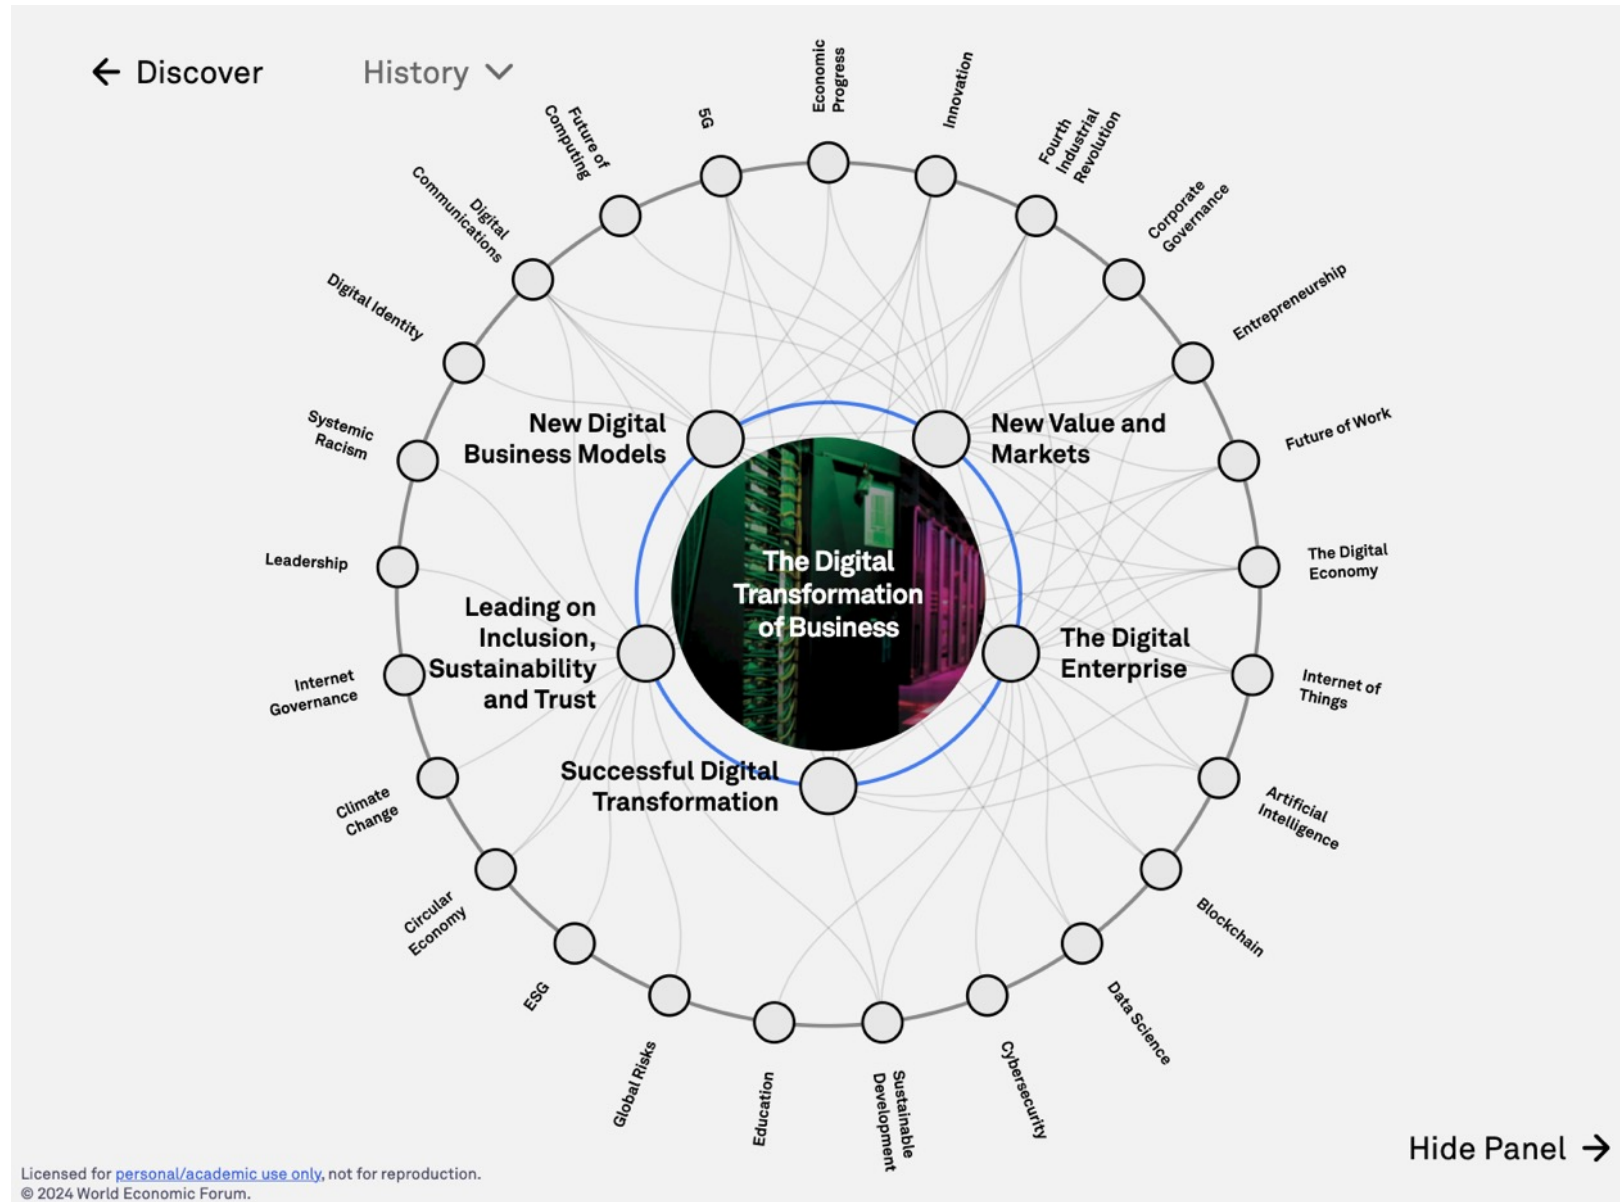 ← Discover
History
Economic
Progress
Innovation
Fourth
Industrial
Revolution
Corporate
Governance
Entrepreneurship
Future of Work
The Digital
Economy
Internet of
Things
Artificial
Intelligence
Blockchain
Data Science
Cybersecurity
Sustainable
Development
Education
Global Risks
ESG
Circular
Economy
Climate
Change
Internet
Governance
Leadership
Systemic
Racism
Digital Identity
Digital
Communications
Future of
Computing
5G
New Digital
Business Models
New Value and
Markets
The Digital
Transformation
of Business
Leading on
Inclusion,
Sustainability
and Trust
The Digital
Enterprise
Successful Digital
Transformation
Hide Panel →
Licensed for personal/academic use only, not for reproduction.
© 2024 World Economic Forum.